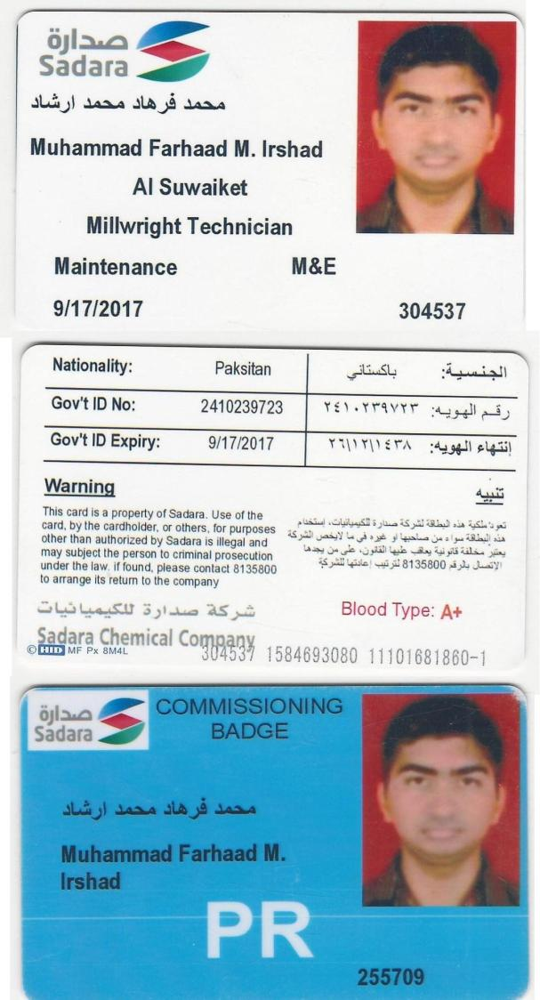 صدارة
Sadara
محمد فرهاد محمد ارشاد
Muhammad Farhaad M. Irshad
Al Suwaiket
Millwright Technician
Maintenance M&E
9/17/2017 304537
Nationality: Paksitan باكستاني الجنسية:
Gov't ID No: 2410239723 ٢٤١٠٢٣٩٧٢٣ رقم الهويه:
Gov't ID Expiry: 9/17/2017 ٢٦\١٢\١٤٣٨ إنتهاء الهويه:
Warning
This card is a property of Sadara. Use of the
card, by the cardholder, or others, for purposes
other than authorized by Sadara is illegal and
may subject the person to criminal prosecution
under the law. if found, please contact 8135800
to arrange its return to the company
تنبيه
تعود ملكية هذه البطاقة لشركة صدارة للكيميائيات، إستخدام
هذه البطاقة سواء من صاحبها او غيره في ما لايخص الشركة
يعتبر مخالفة قانونية يعاقب عليها القانون، على من يجدها
الإتصال بالرقم 8135800 لترتيب إعادتها للشركة
شركة صدارة للكيميائيات
Sadara Chemical Company
Blood Type: A+
© HID MF Px 8M4L
304537 1584693080 11101681860-1
صدارة
Sadara
COMMISSIONING
BADGE
محمد فرهاد محمد ارشاد
Muhammad Farhaad M.
Irshad
PR
255709